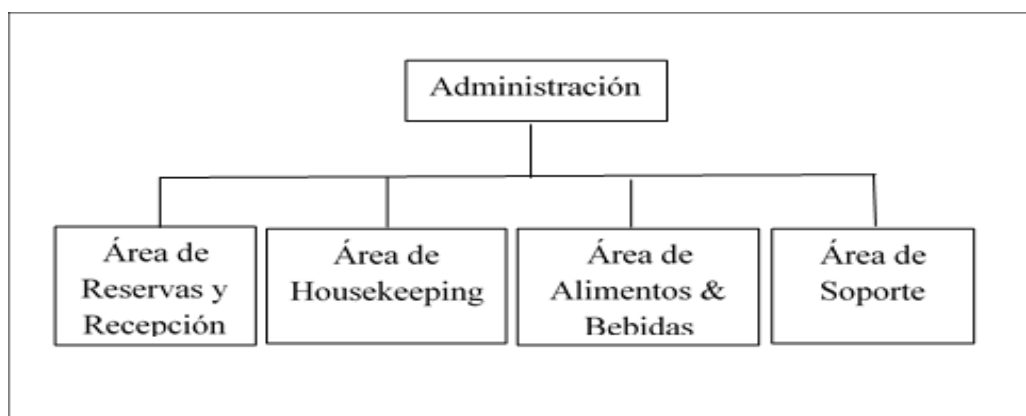 Administración
Área de
Reservas y
Recepción
Área de
Housekeeping
Área de
Alimentos &
Bebidas
Área de
Soporte